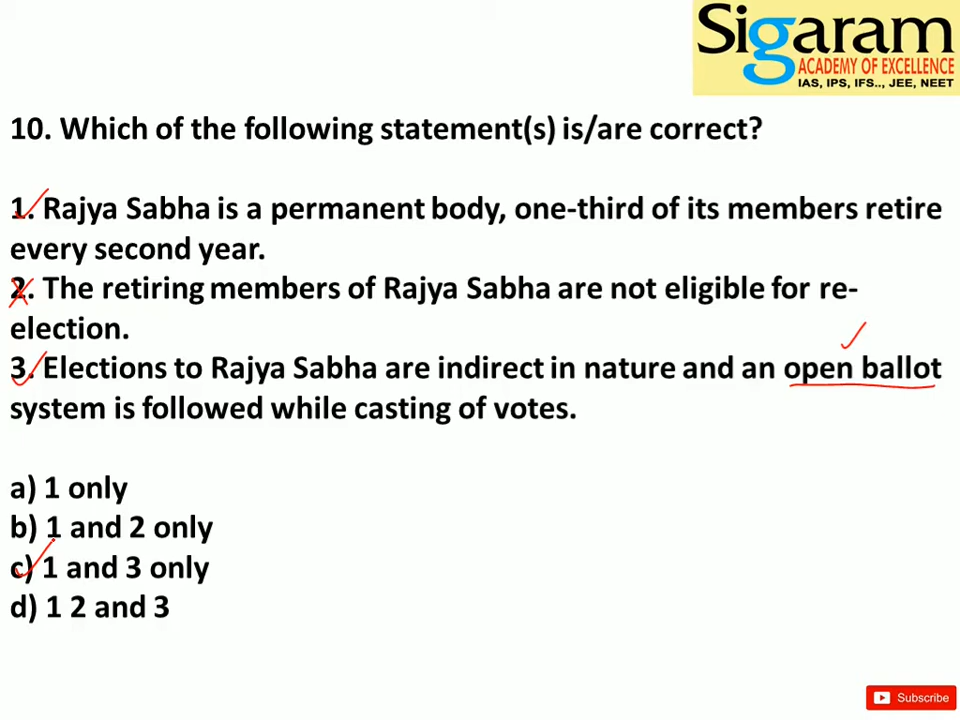 Sigaram
ACADEMY OF EXCELLENCE
IAS, IPS, IFS.., JEE, NEET
10. Which of the following statement(s) is/are correct?
1. Rajya Sabha is a permanent body, one-third of its members retire
every second year.
2. The retiring members of Rajya Sabha are not eligible for re-
election.
3. Elections to Rajya Sabha are indirect in nature and an open ballot
system is followed while casting of votes.
a) 1 only
b) 1 and 2 only
c) 1 and 3 only
d) 1 2 and 3
Subscribe